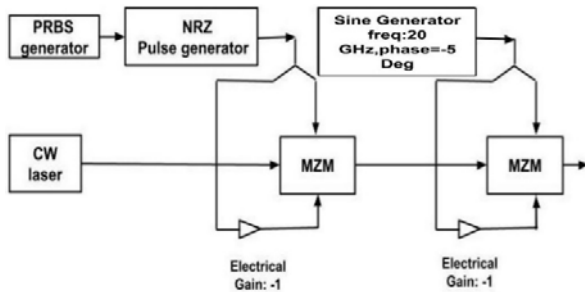 PRBS
generator
NRZ
Pulse generator
Sine Generator
freq:20
GHz,phase=-5
Deg
CW
laser
MZM
MZM
Electrical
Gain: -1
Electrical
Gain: -1